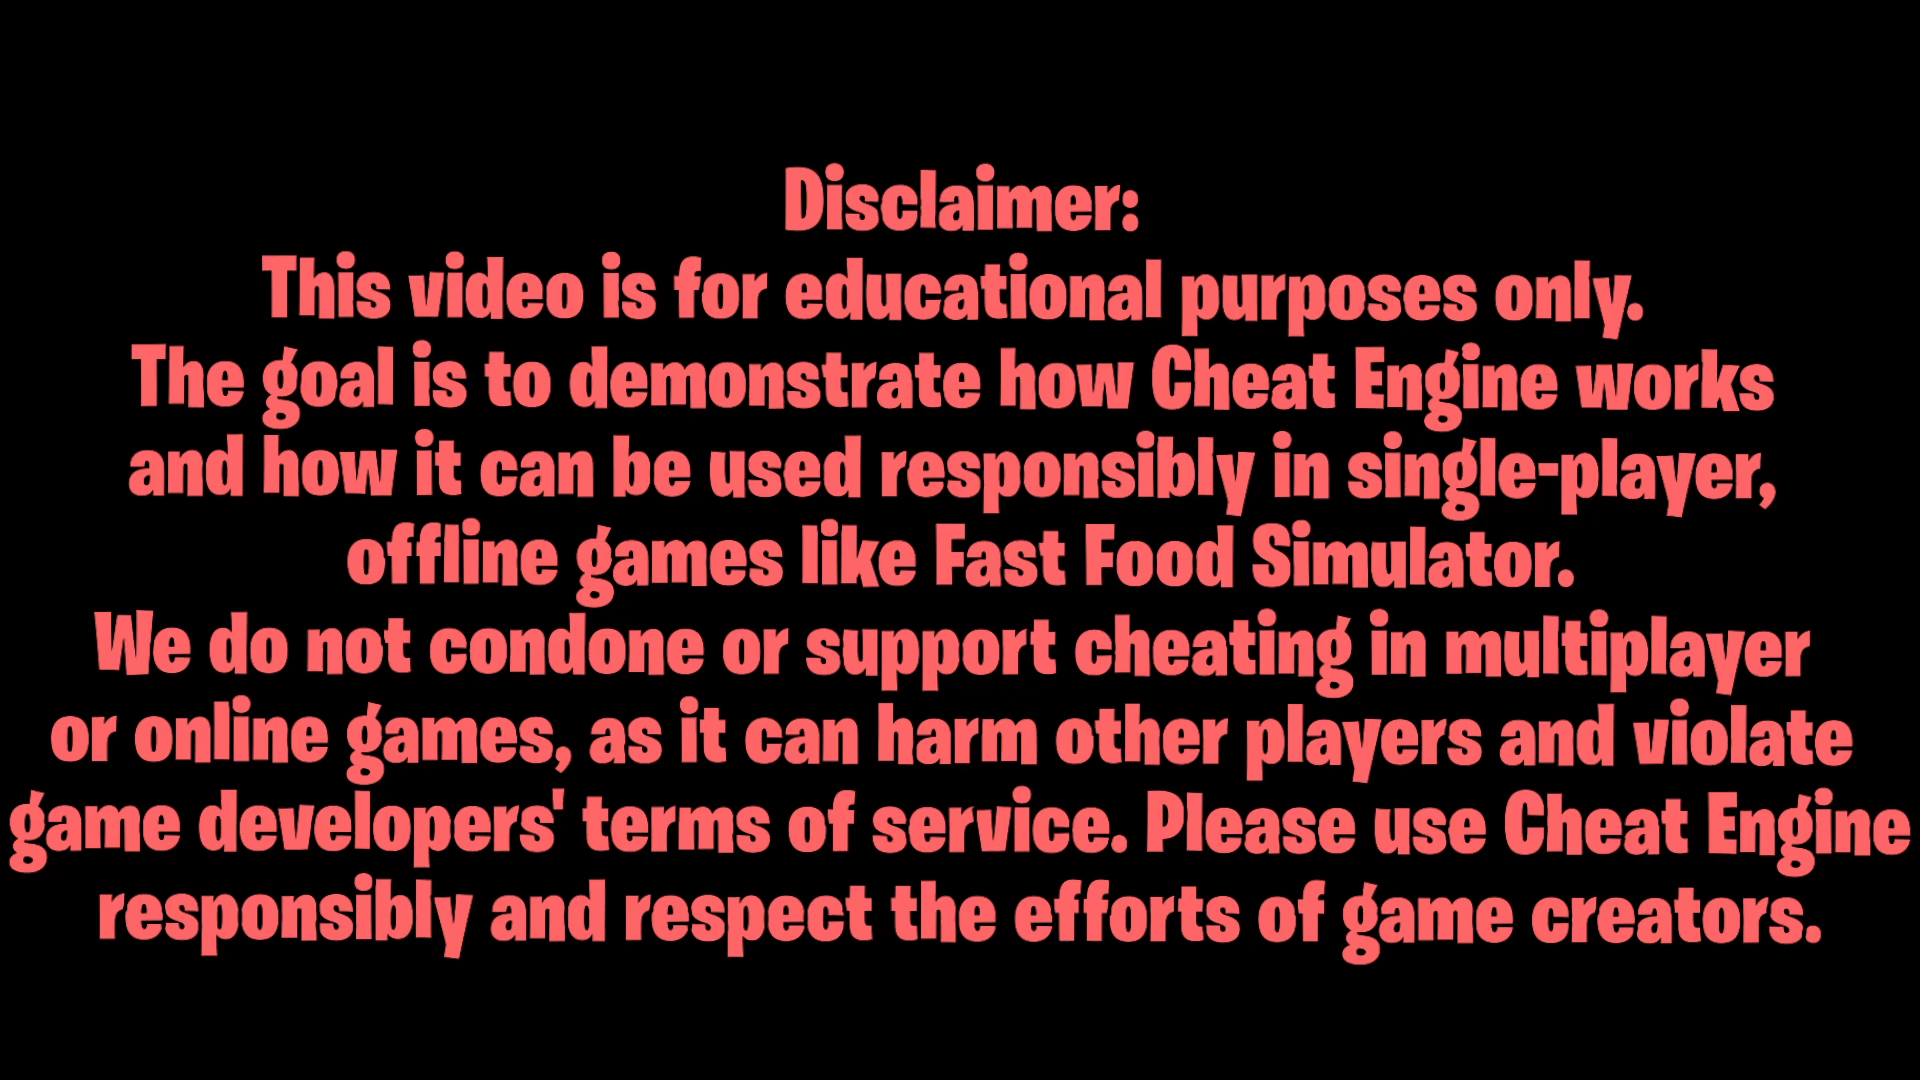 Disclaimer:
This video is for educational purposes only.
The goal is to demonstrate how Cheat Engine works
and how it can be used responsibly in single-player,
offline games like Fast Food Simulator.
We do not condone or support cheating in multiplayer
or online games, as it can harm other players and violate
game developers' terms of service. Please use Cheat Engine
responsibly and respect the efforts of game creators.